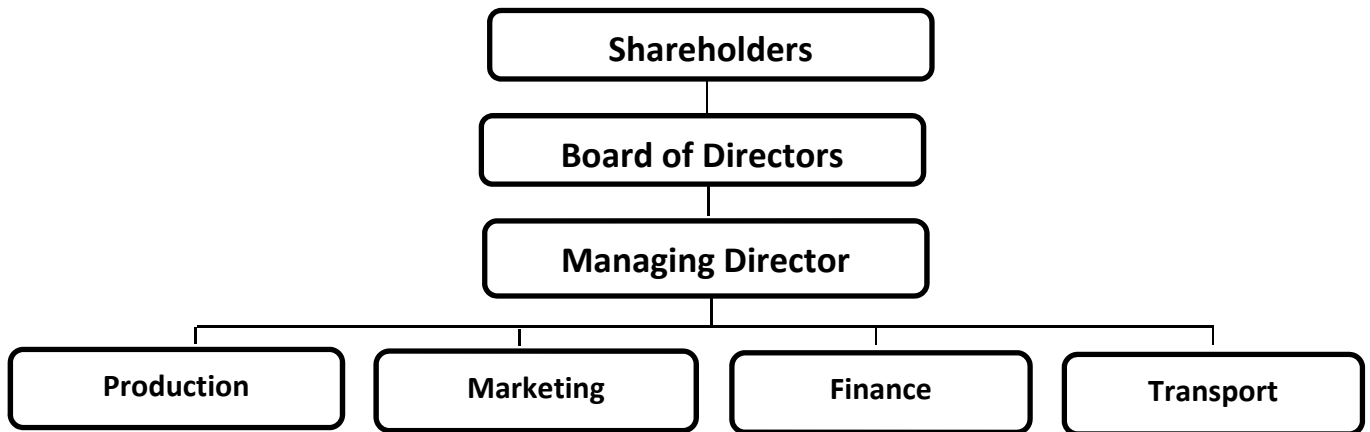 Shareholders
Board of Directors
Managing Director
Production
Marketing
Finance
Transport